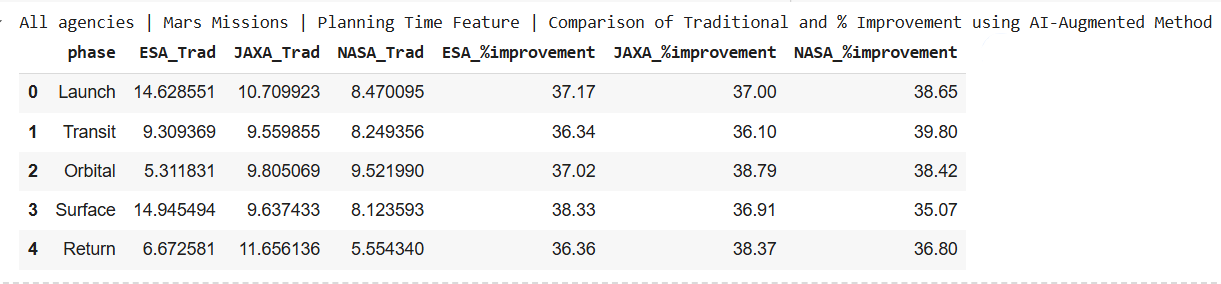 All agencies | Mars Missions | Planning Time Feature | Comparison of Traditional and % Improvement using AI-Augmented Method
phase ESA_Trad JAXA_Trad NASA_Trad ESA_%improvement JAXA_%improvement NASA_%improvement
0 Launch 14.628551 10.709923 8.470095 37.17 37.00 38.65
1 Transit 9.309369 9.559855 8.249356 36.34 36.10 39.80
2 Orbital 5.311831 9.805069 9.521990 37.02 38.79 38.42
3 Surface 14.945494 9.637433 8.123593 38.33 36.91 35.07
4 Return 6.672581 11.656136 5.554340 36.36 38.37 36.80